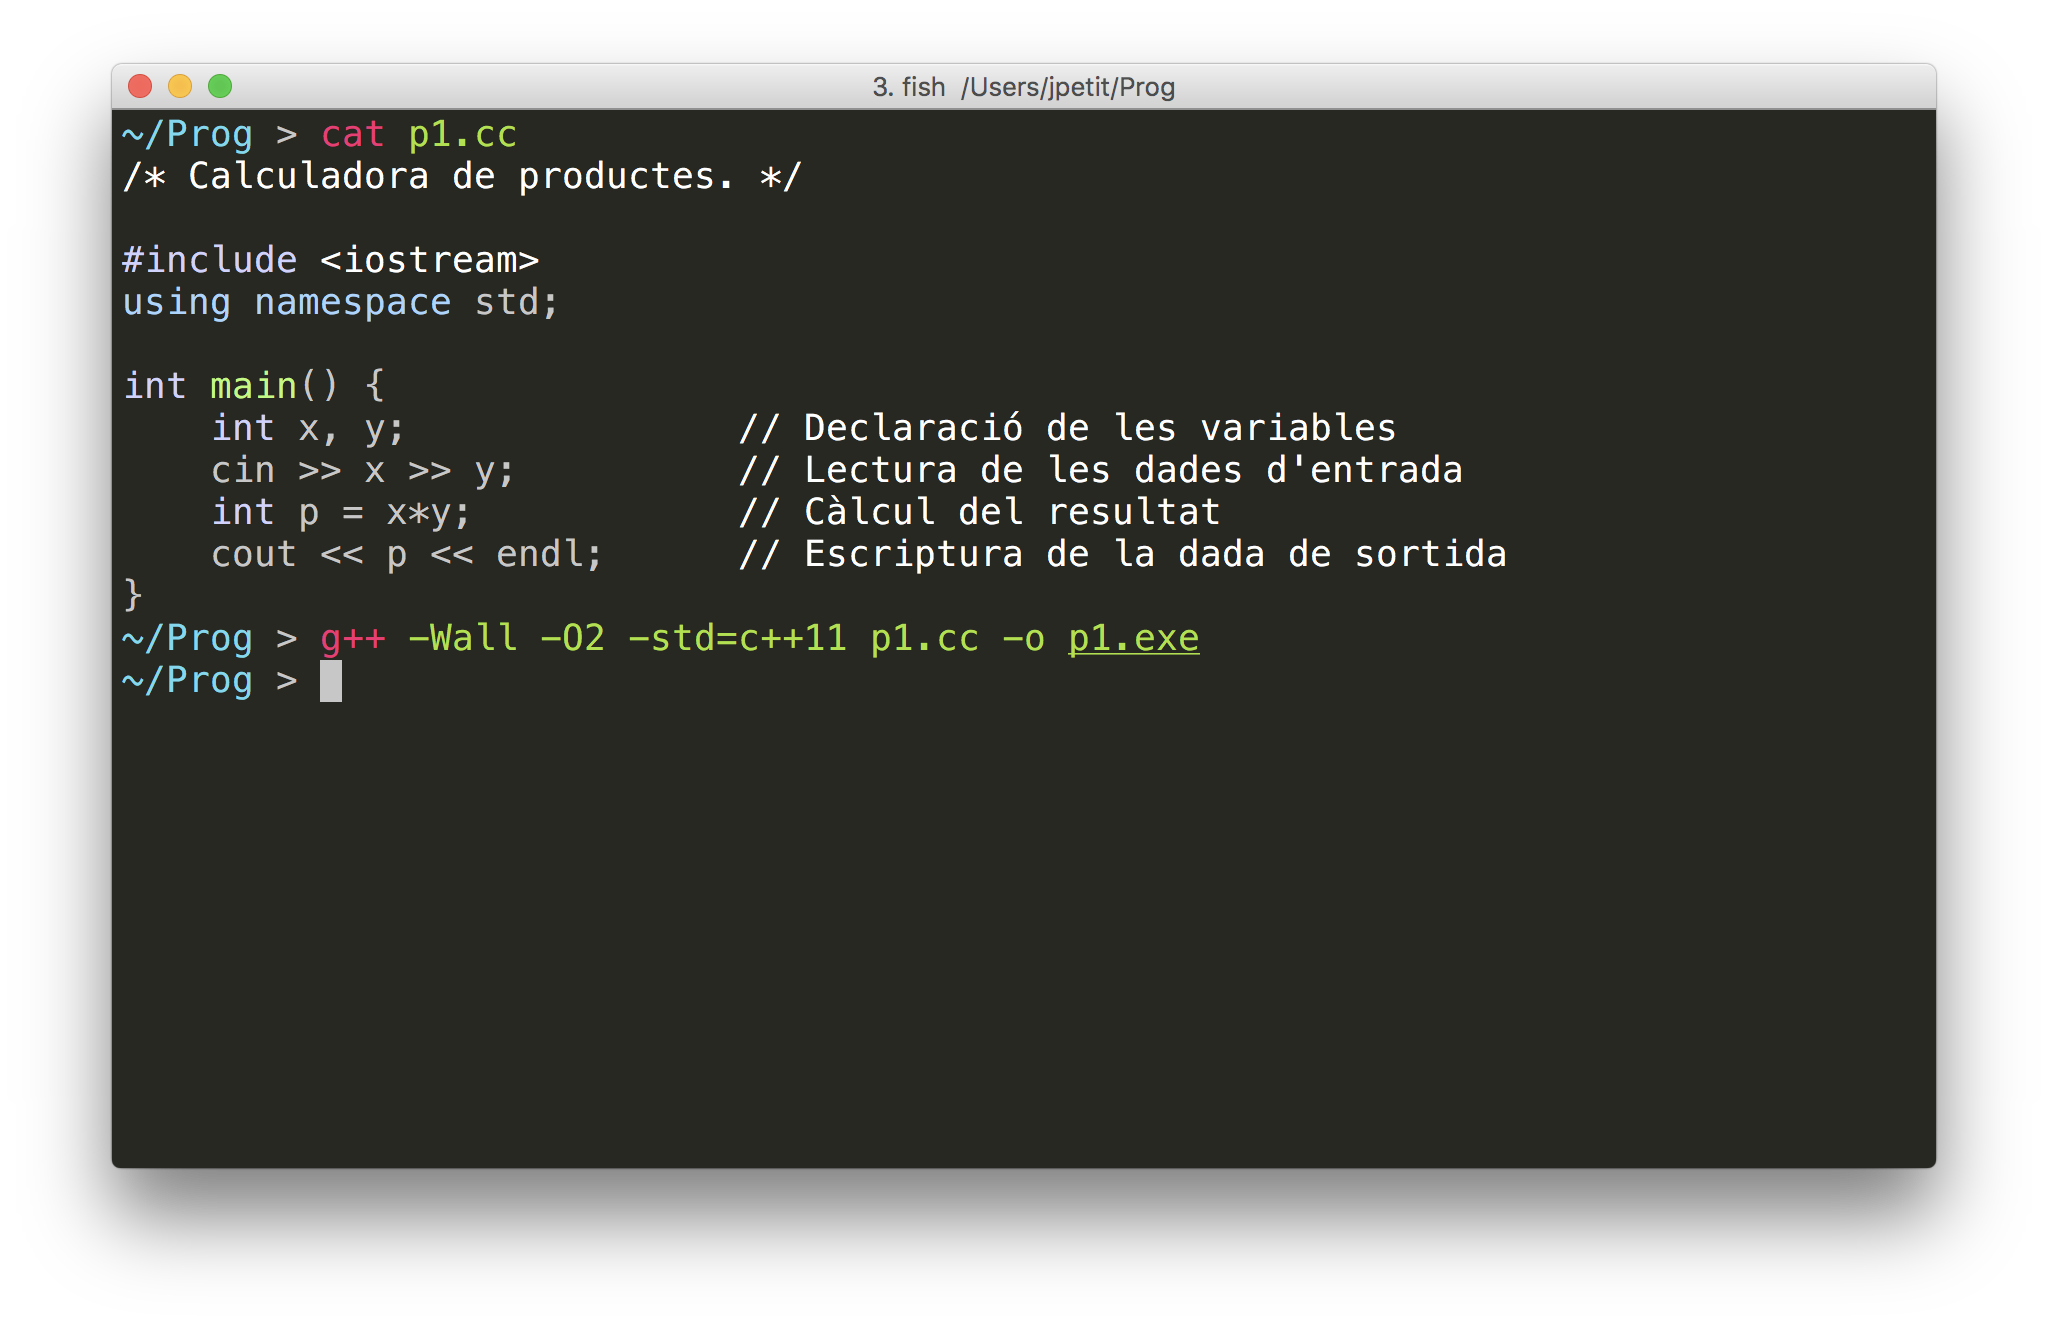 3. fish  /Users/jpetit/Prog
~/Prog > cat p1.cc
/* Calculadora de productes. */
#include <iostream>
using namespace std;
int main() {
    int x, y;               // Declaració de les variables
    cin >> x >> y;          // Lectura de les dades d'entrada
    int p = x*y;            // Càlcul del resultat
    cout << p << endl;      // Escriptura de la dada de sortida
}
~/Prog > g++ -Wall -O2 -std=c++11 p1.cc -o p1.exe
~/Prog >